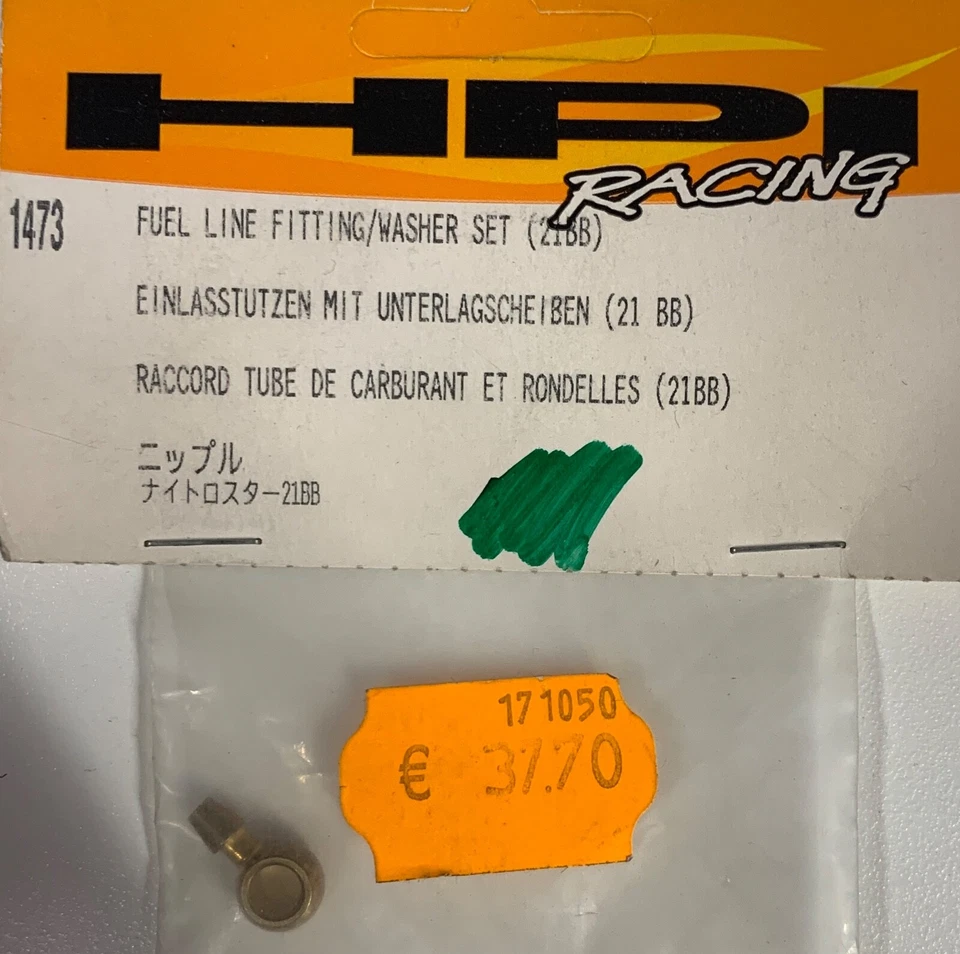 HPI
RACING
1473
FUEL LINE FITTING/WASHER SET (21BB)
EINLASSTUTZEN MIT UNTERLAGSCHEIBEN (21 BB)
RACCORD TUBE DE CARBURANT ET RONDELLES (21BB)
ニップル
ナイトロスター21BB
171050
€ 37.70